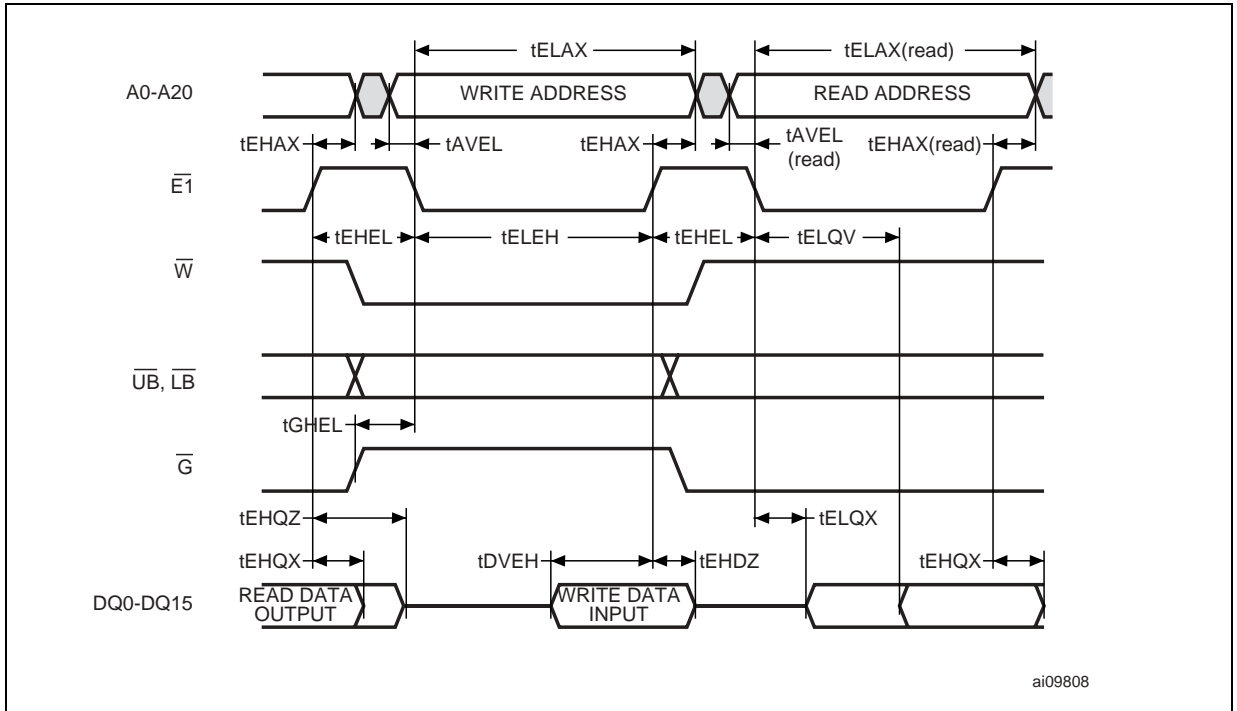 tELAX
tELAX(read)
A0-A20
WRITE ADDRESS
READ ADDRESS
tEHAX
tAVEL
tEHAX
tAVEL
(read)
tEHAX(read)
E1
tEHEL
tELEH
tEHEL
tELQV
W
UB, LB
tGHEL
G
tEHQZ
tELQX
tEHQX
tDVEH
tEHDZ
tEHQX
DQ0-DQ15
READ DATA
OUTPUT
WRITE DATA
INPUT
ai09808